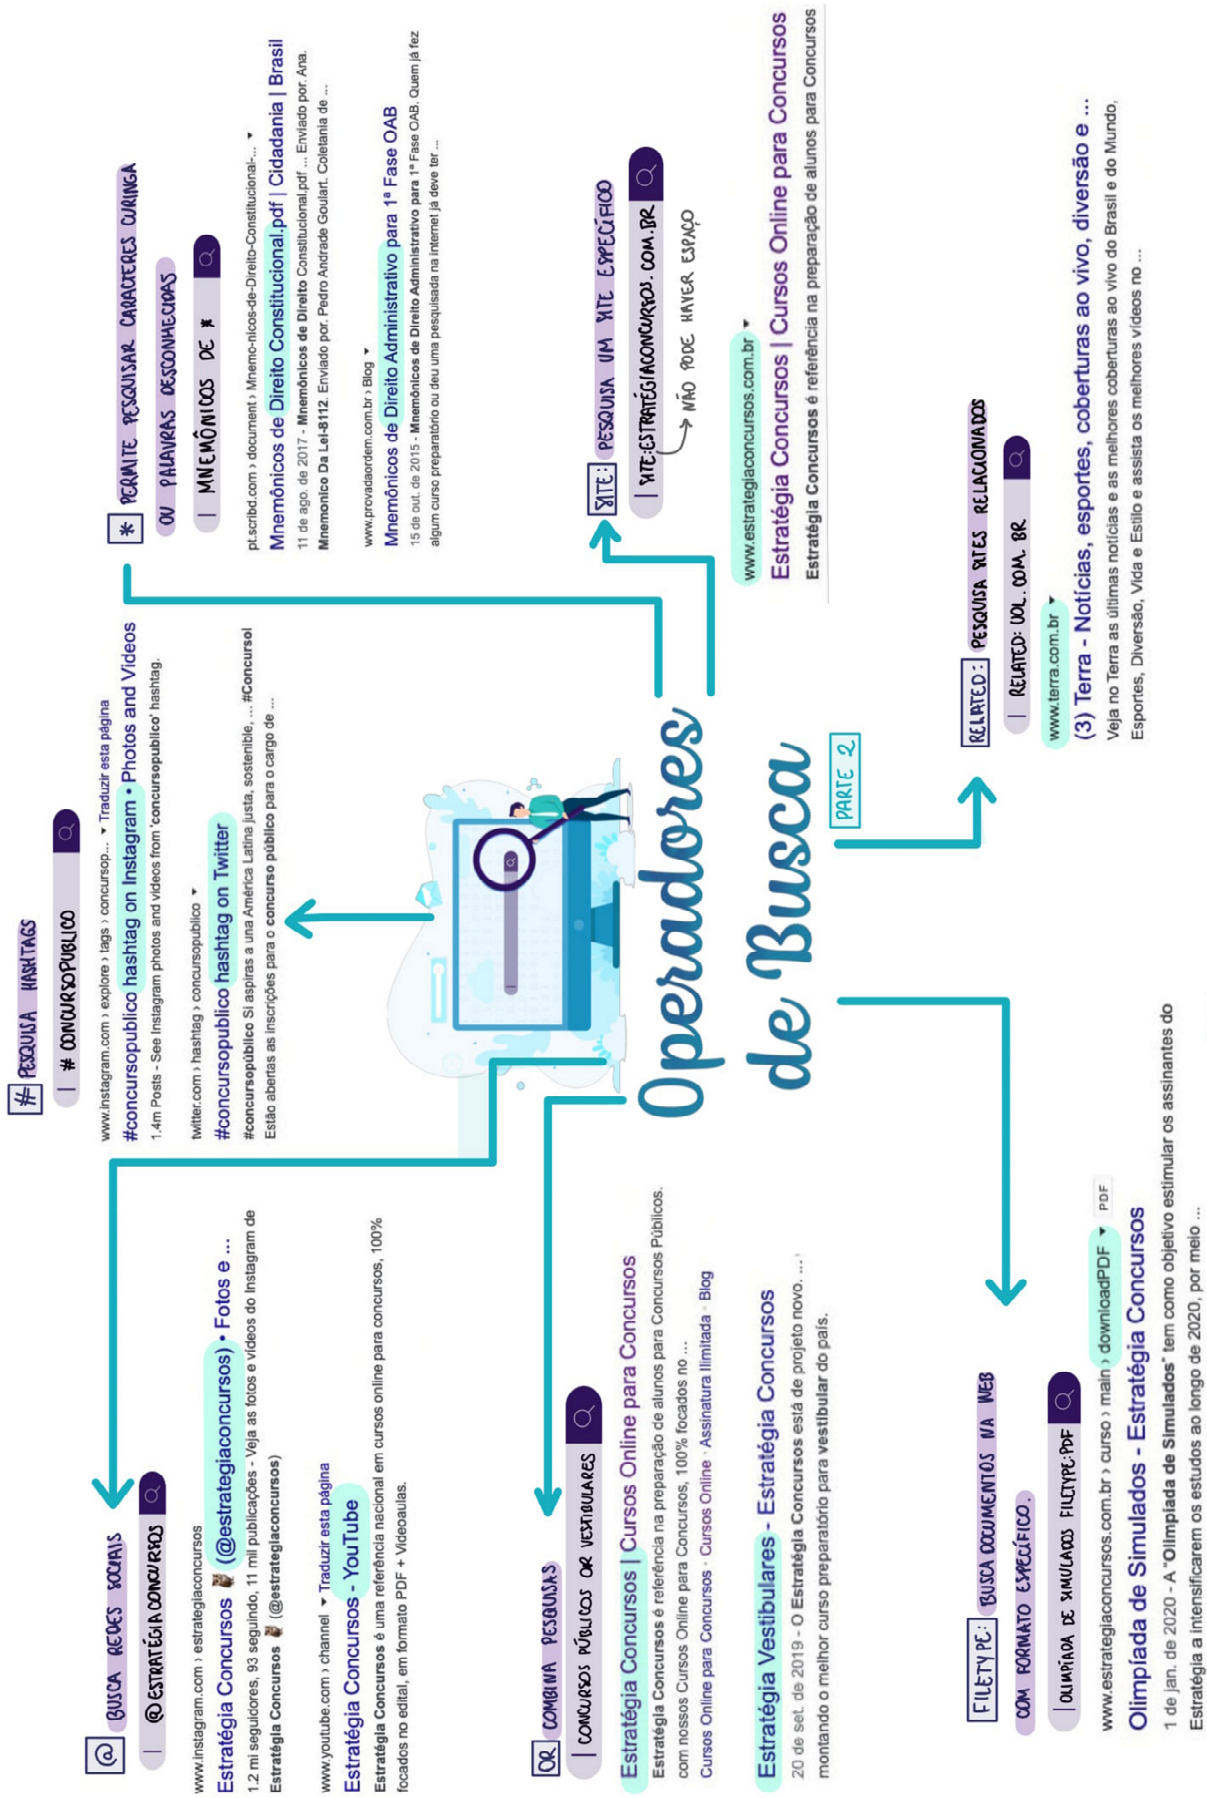 Operadores
de Busca
PARTE 2
@ BUSCA REDES SOCIAIS
@ESTRATÉGIACONCURSOS
www.instagram.com › estrategiaconcursos
Estratégia Concursos (@estrategiaconcursos) • Fotos e ...
1.2 mi seguidores, 93 seguindo, 11 mil publicações - Veja as fotos e vídeos do Instagram de
Estratégia Concursos (@estrategiaconcursos)
www.youtube.com › channel ▾ Traduzir esta página
Estratégia Concursos - YouTube
Estratégia Concursos é uma referência nacional em cursos online para concursos, 100%
focados no edital, em formato PDF + Videoaulas.
# PESQUISA HASHTAGS
# CONCURSOPUBLICO
www.instagram.com › explore › tags › concursop... ▾ Traduzir esta página
#concursopublico hashtag on Instagram • Photos and Videos
1.4m Posts - See Instagram photos and videos from 'concursopublico' hashtag.
twitter.com › hashtag › concursopublico ▾
#concursopublico hashtag on Twitter
#concursopúblico Si aspiras a una América Latina justa, sostenible, ... #Concursol
Estão abertas as inscrições para o concurso público para o cargo de ...
* PERMITE PESQUISAR CARACTERES CURINGA
OU PALAVRAS DESCONHECIDAS
MNEMÔNICOS DE *
pt.scribd.com › document › Mnemo-nicos-de-Direito-Constitucional-... ▾
Mnemônicos de Direito Constitucional.pdf | Cidadania | Brasil
11 de ago. de 2017 - Mnemônicos de Direito Constitucional.pdf ... Enviado por. Ana.
Mnemonico Da Lei-8112. Enviado por. Pedro Andrade Goulart. Coletania de ...
www.provadaordem.com.br › Blog ▾
Mnemônicos de Direito Administrativo para 1ª Fase OAB
15 de out. de 2015 - Mnemônicos de Direito Administrativo para 1ª Fase OAB. Quem já fez
algum curso preparatório ou deu uma pesquisada na internet já deve ter ...
OR COMBINA PESQUISAS
CONCURSOS PÚBLICOS OR VESTIBULARES
Estratégia Concursos | Cursos Online para Concursos
Estratégia Concursos é referência na preparação de alunos para Concursos Públicos.
com nossos Cursos Online para Concursos, 100% focados no ...
Cursos Online para Concursos · Cursos Online · Assinatura Ilimitada · Blog
Estratégia Vestibulares - Estratégia Concursos
20 de set. de 2019 - O Estratégia Concursos está de projeto novo. ...
montando o melhor curso preparatório para vestibular do país.
SITE: PESQUISA UM SITE ESPECÍFICO
SITE:ESTRATÉGIACONCURSOS.COM.BR
NÃO PODE HAVER ESPAÇO
www.estrategiaconcursos.com.br ▾
Estratégia Concursos | Cursos Online para Concursos
Estratégia Concursos é referência na preparação de alunos para Concursos
FILETYPE: BUSCA DOCUMENTOS NA WEB
COM FORMATO ESPECÍFICO.
OLIMPÍADA DE SIMULADOS FILETYPE:PDF
www.estrategiaconcursos.com.br › curso › main › downloadPDF ▾ PDF
Olimpíada de Simulados - Estratégia Concursos
1 de jan. de 2020 - A "Olimpíada de Simulados" tem como objetivo estimular os assinantes do
Estratégia a intensificarem os estudos ao longo de 2020, por meio ...
RELATED: PESQUISA SITES RELACIONADOS
RELATED: UOL.COM.BR
www.terra.com.br ▾
(3) Terra - Notícias, esportes, coberturas ao vivo, diversão e ...
Veja no Terra as últimas notícias e as melhores coberturas ao vivo do Brasil e do Mundo,
Esportes, Diversão, Vida e Estilo e assista os melhores vídeos no ...